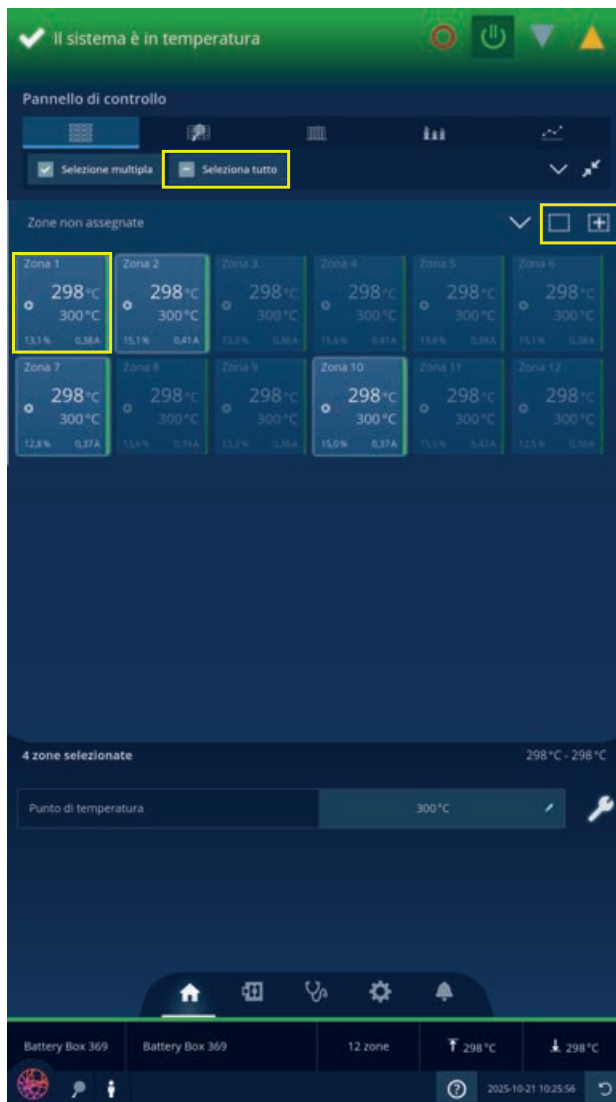 Il sistema è in temperatura
Pannello di controllo
Selezione multipla Seleziona tutto
Zone non assegnate
Zona 1 Zona 2 Zona 3 Zona 4 Zona 5 Zona 6
298 °C 298 °C 298 °C 298 °C 298 °C 298 °C
300 °C 300 °C 300 °C 300 °C 300 °C 300 °C
13,1 % 0,36 A 15,1 % 0,41 A
Zona 7 Zona 8 Zona 9 Zona 10 Zona 11 Zona 12
298 °C 298 °C 298 °C 298 °C 298 °C 298 °C
300 °C 300 °C 300 °C 300 °C 300 °C 300 °C
12,8 % 0,37 A 15,0 % 0,37 A
4 zone selezionate 298 °C - 298 °C
Punto di temperatura 300 °C
Battery Box 369 Battery Box 369 12 zone 298 °C 298 °C
2025-10-21 10:25:56